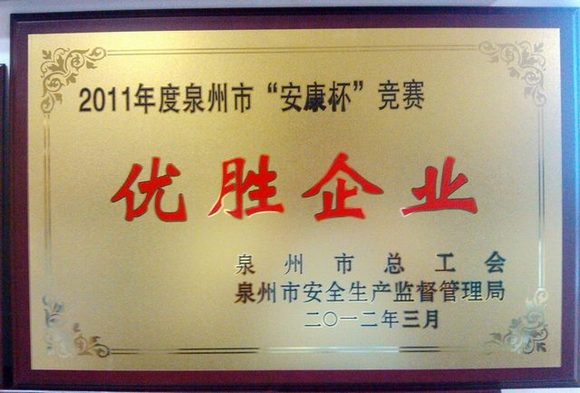 2011年度泉州市“安康杯”竞赛
优胜企业
泉州市总工会
泉州市安全生产监督管理局
二〇一二年三月